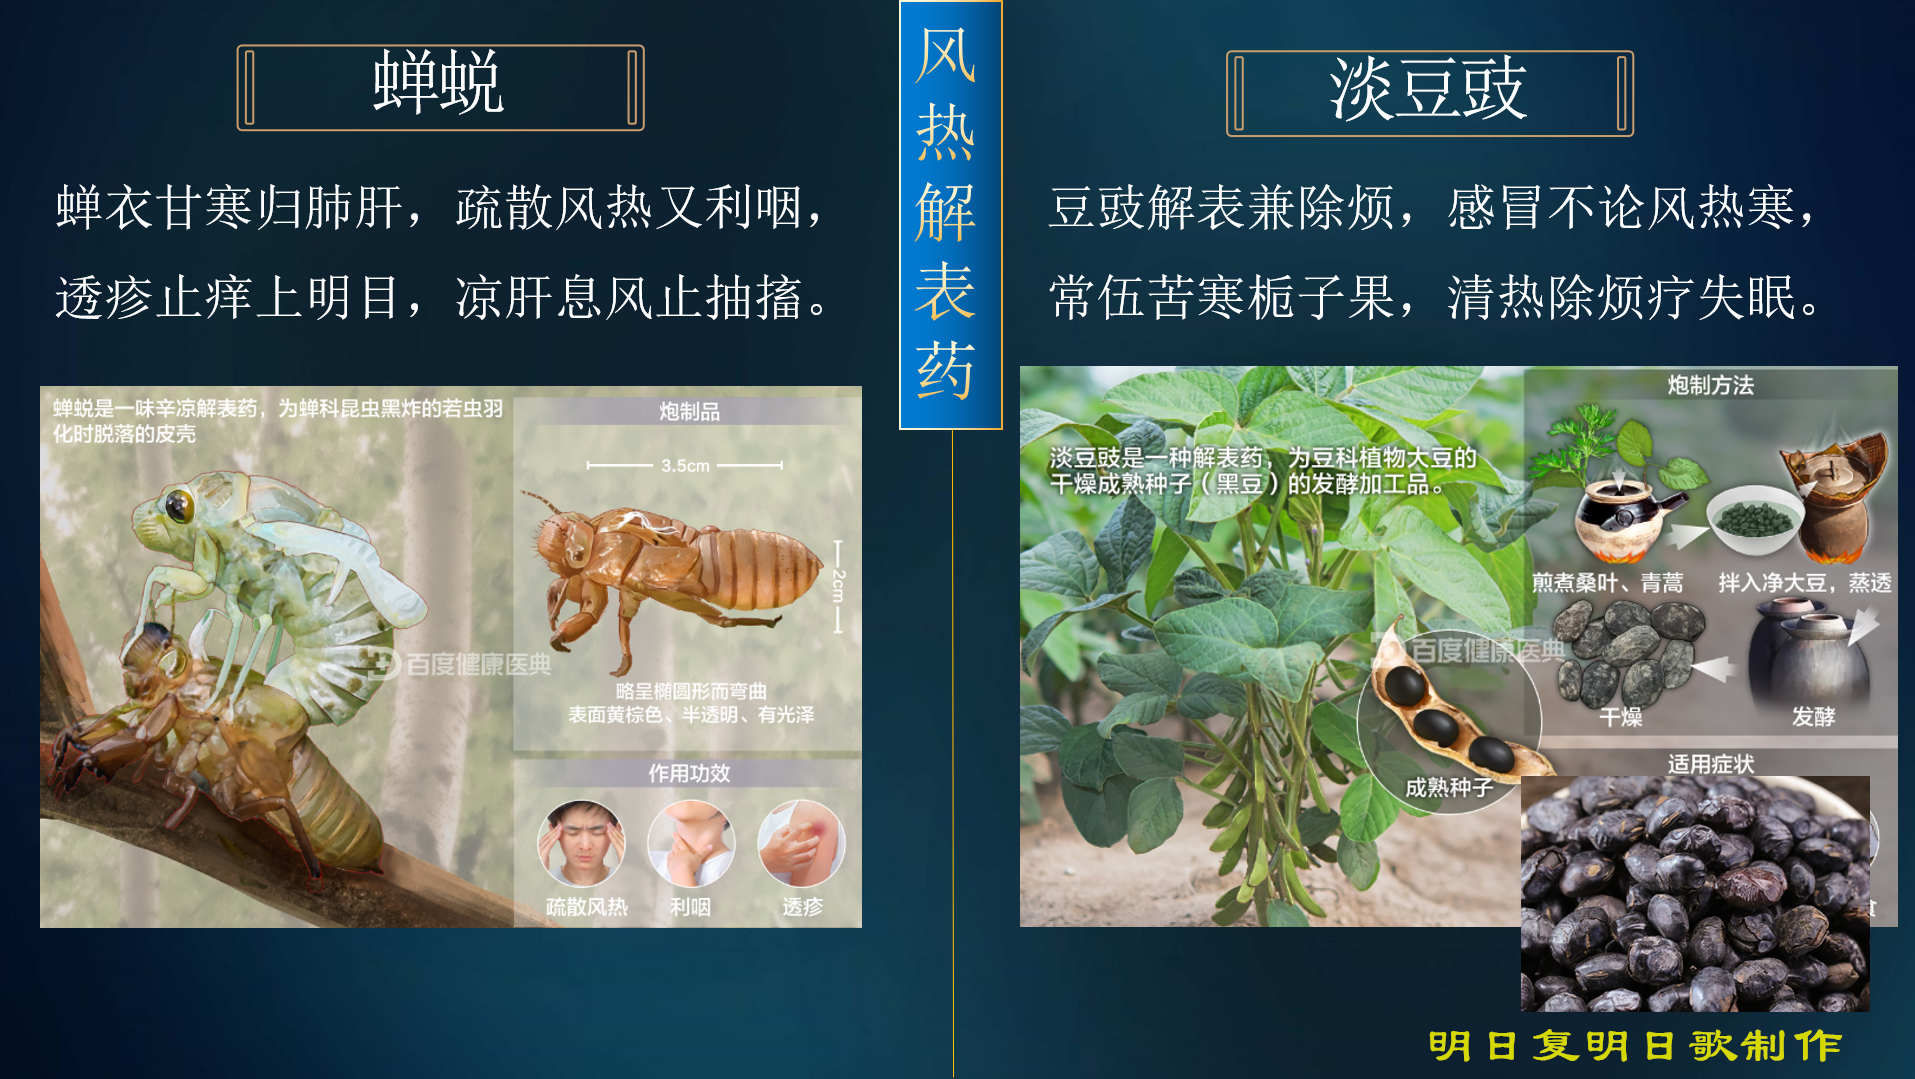 风热解表药
蝉蜕
蝉衣甘寒归肺肝，疏散风热又利咽，
透疹止痒上明目，凉肝息风止抽搐。
蝉蜕是一味辛凉解表药，为蝉科昆虫黑炸的若虫羽
化时脱落的皮壳
炮制品
3.5cm
2cm
略呈椭圆形而弯曲
表面黄棕色、半透明、有光泽
百度健康医典
作用功效
疏散风热
利咽
透疹
淡豆豉
豆豉解表兼除烦，感冒不论风热寒，
常伍苦寒栀子果，清热除烦疗失眠。
淡豆豉是一种解表药，为豆科植物大豆的
干燥成熟种子（黑豆）的发酵加工品。
炮制方法
煎煮桑叶、青蒿
拌入净大豆，蒸透
百度健康医典
干燥
发酵
成熟种子
适用症状
明日复明日歌制作